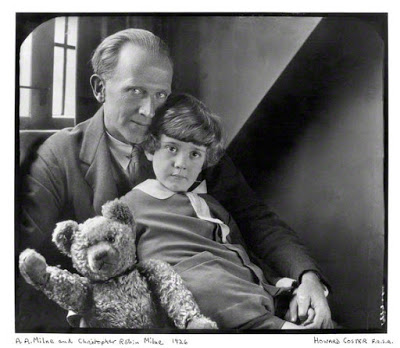 A.A. Milne and Christopher Robin Milne 1926
HOWARD COSTER F.R.S.A.